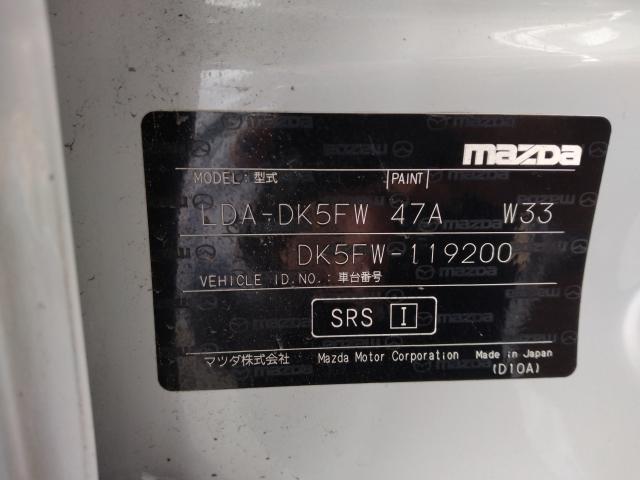 mazda
MODEL: 型式 PAINT
LDA-DK5FW 47A W33
DK5FW-119200
VEHICLE ID.NO.: 車台番号
SRS I
マツダ株式会社 Mazda Motor Corporation Made in Japan
(D10A)